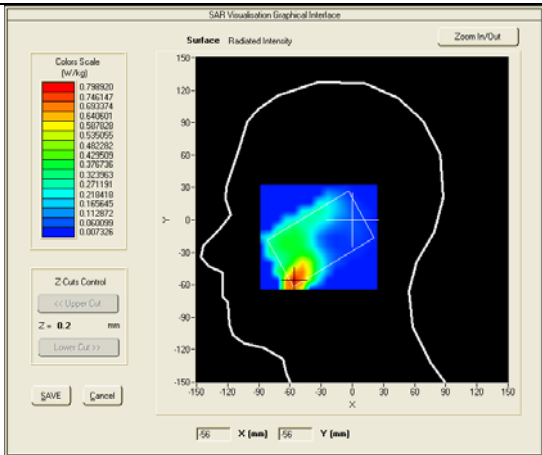 SAR Visualisation Graphical Interface
Surface Radiated Intensity
Zoom In/Out
Colors Scale
(W/kg)
0.798920
0.746147
0.693374
0.640601
0.587828
0.535055
0.482282
0.429509
0.376736
0.323963
0.271191
0.218418
0.165645
0.112872
0.060099
0.007326
Z Cuts Control
<< Upper Cut
Z = 0.2 mm
Lower Cut >>
SAVE Cancel
150-
120-
90-
60-
30-
Y 0-
-30-
-60-
-90-
-120-
-150-
-150 -120 -90 -60 -30 0 30 60 90 120 150
X
-56 X (mm) -56 Y (mm)